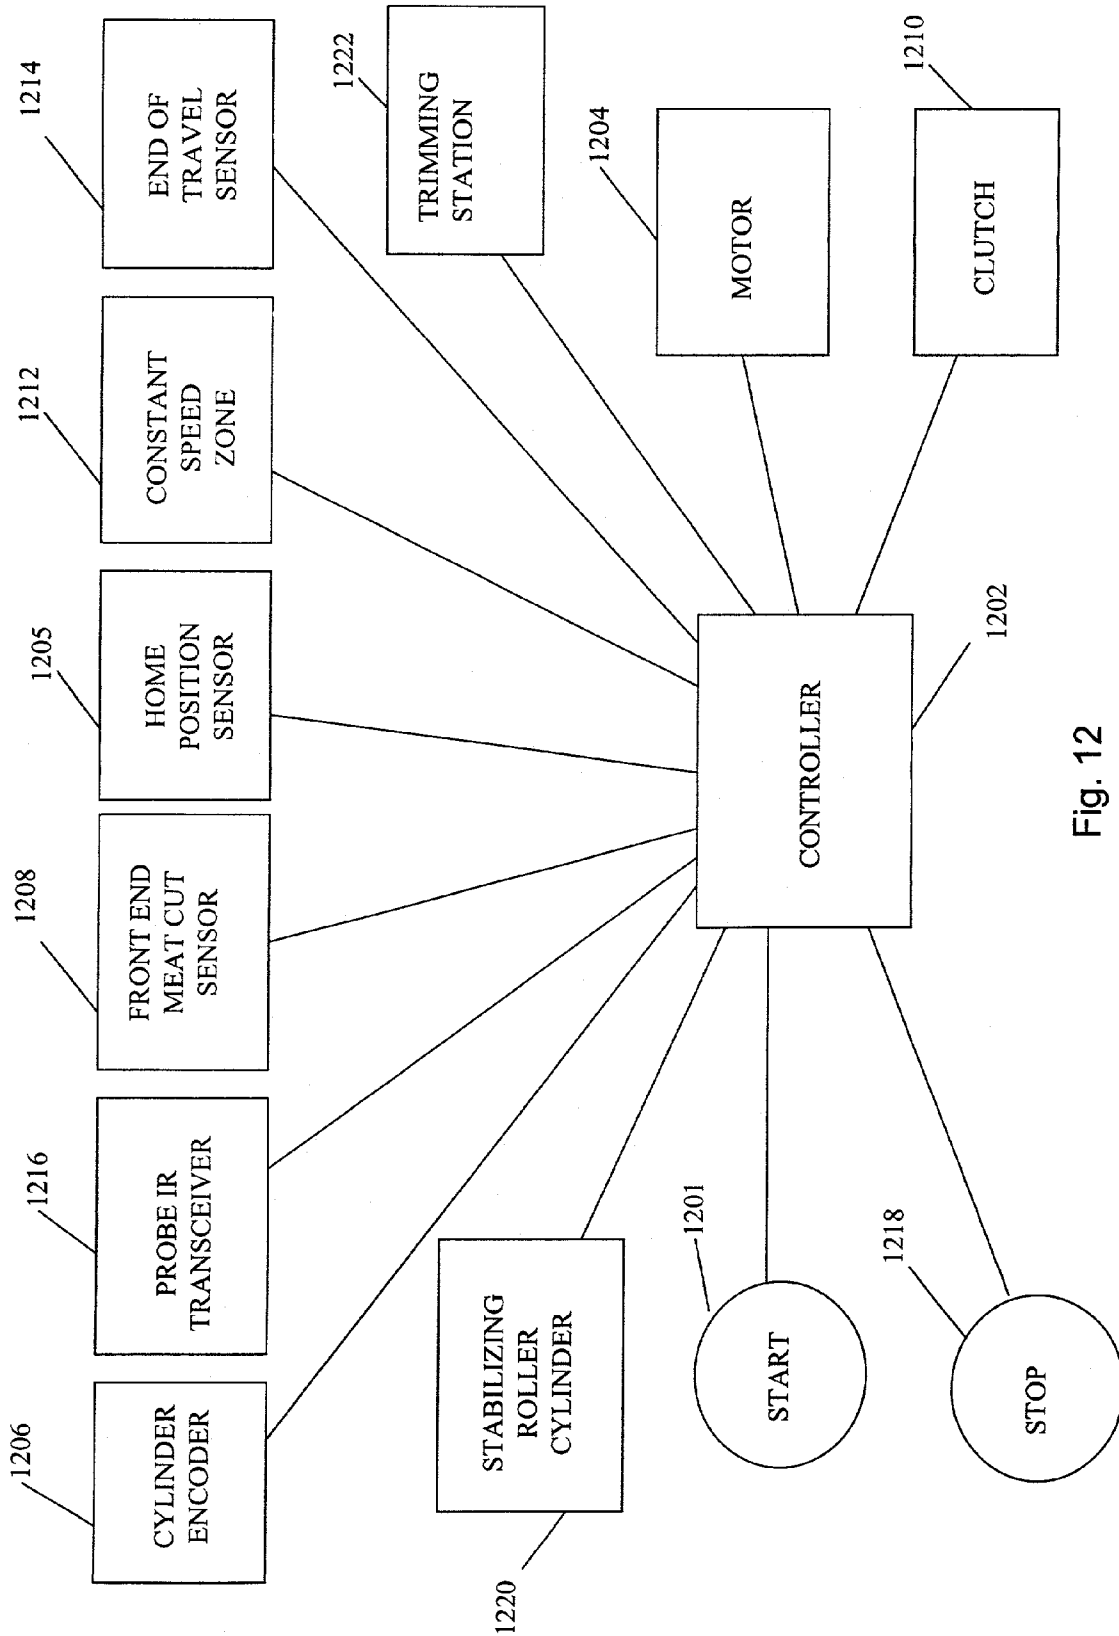 1206
CYLINDER
ENCODER
1216
PROBE IR
TRANSCEIVER
1208
FRONT END
MEAT CUT
SENSOR
1205
HOME
POSITION
SENSOR
1212
CONSTANT
SPEED
ZONE
1214
END OF
TRAVEL
SENSOR
1220
STABILIZING
ROLLER
CYLINDER
1222
TRIMMING
STATION
1201
START
1204
MOTOR
1218
STOP
CONTROLLER
1202
1210
CLUTCH
Fig. 12